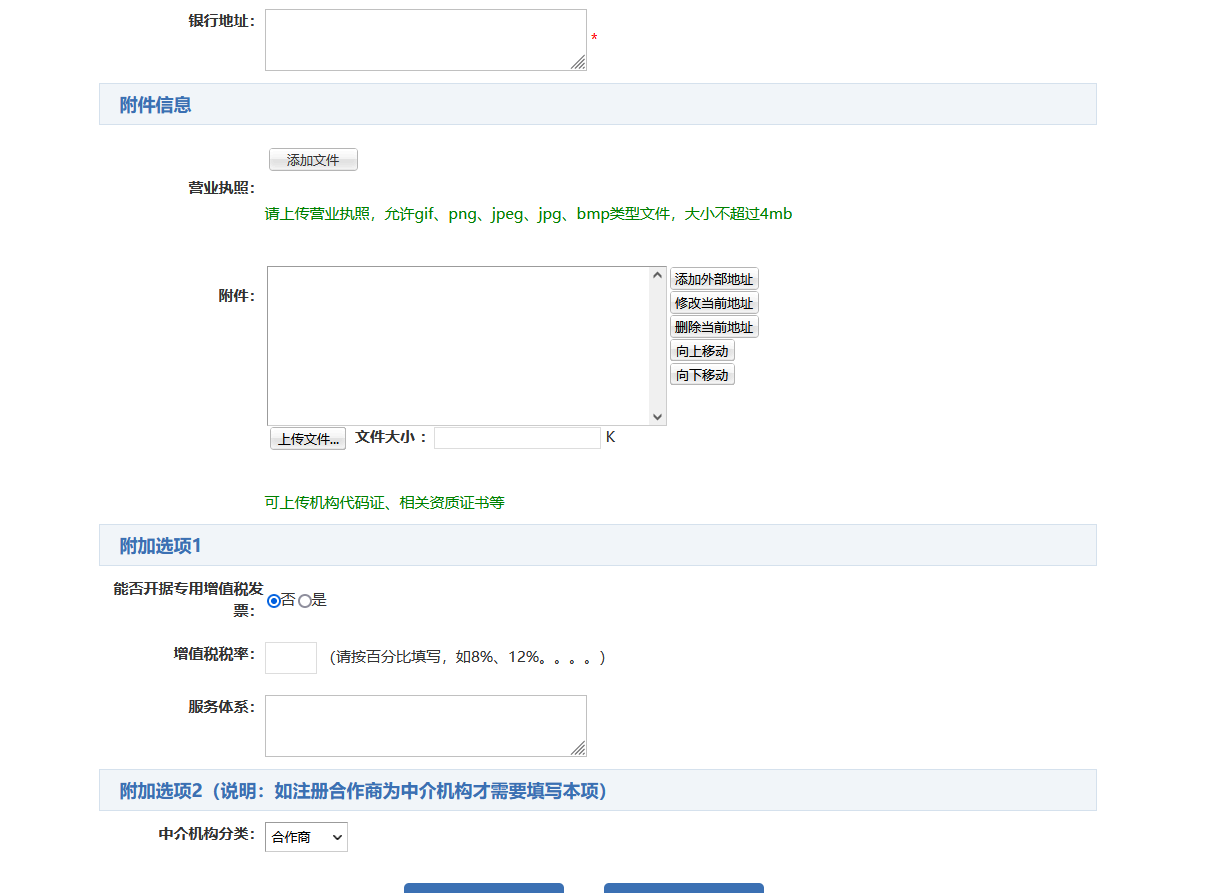 银行地址：
*
附件信息
添加文件
营业执照：
请上传营业执照，允许gif、png、jpeg、jpg、bmp类型文件，大小不超过4mb
附件：
添加外部地址
修改当前地址
删除当前地址
向上移动
向下移动
上传文件... 文件大小 ： K
可上传机构代码证、相关资质证书等
附加选项1
能否开据专用增值税发
票：
否 是
增值税税率： （请按百分比填写，如8%、12%。。。。）
服务体系：
附加选项2（说明：如注册合作商为中介机构才需要填写本项）
中介机构分类： 合作商